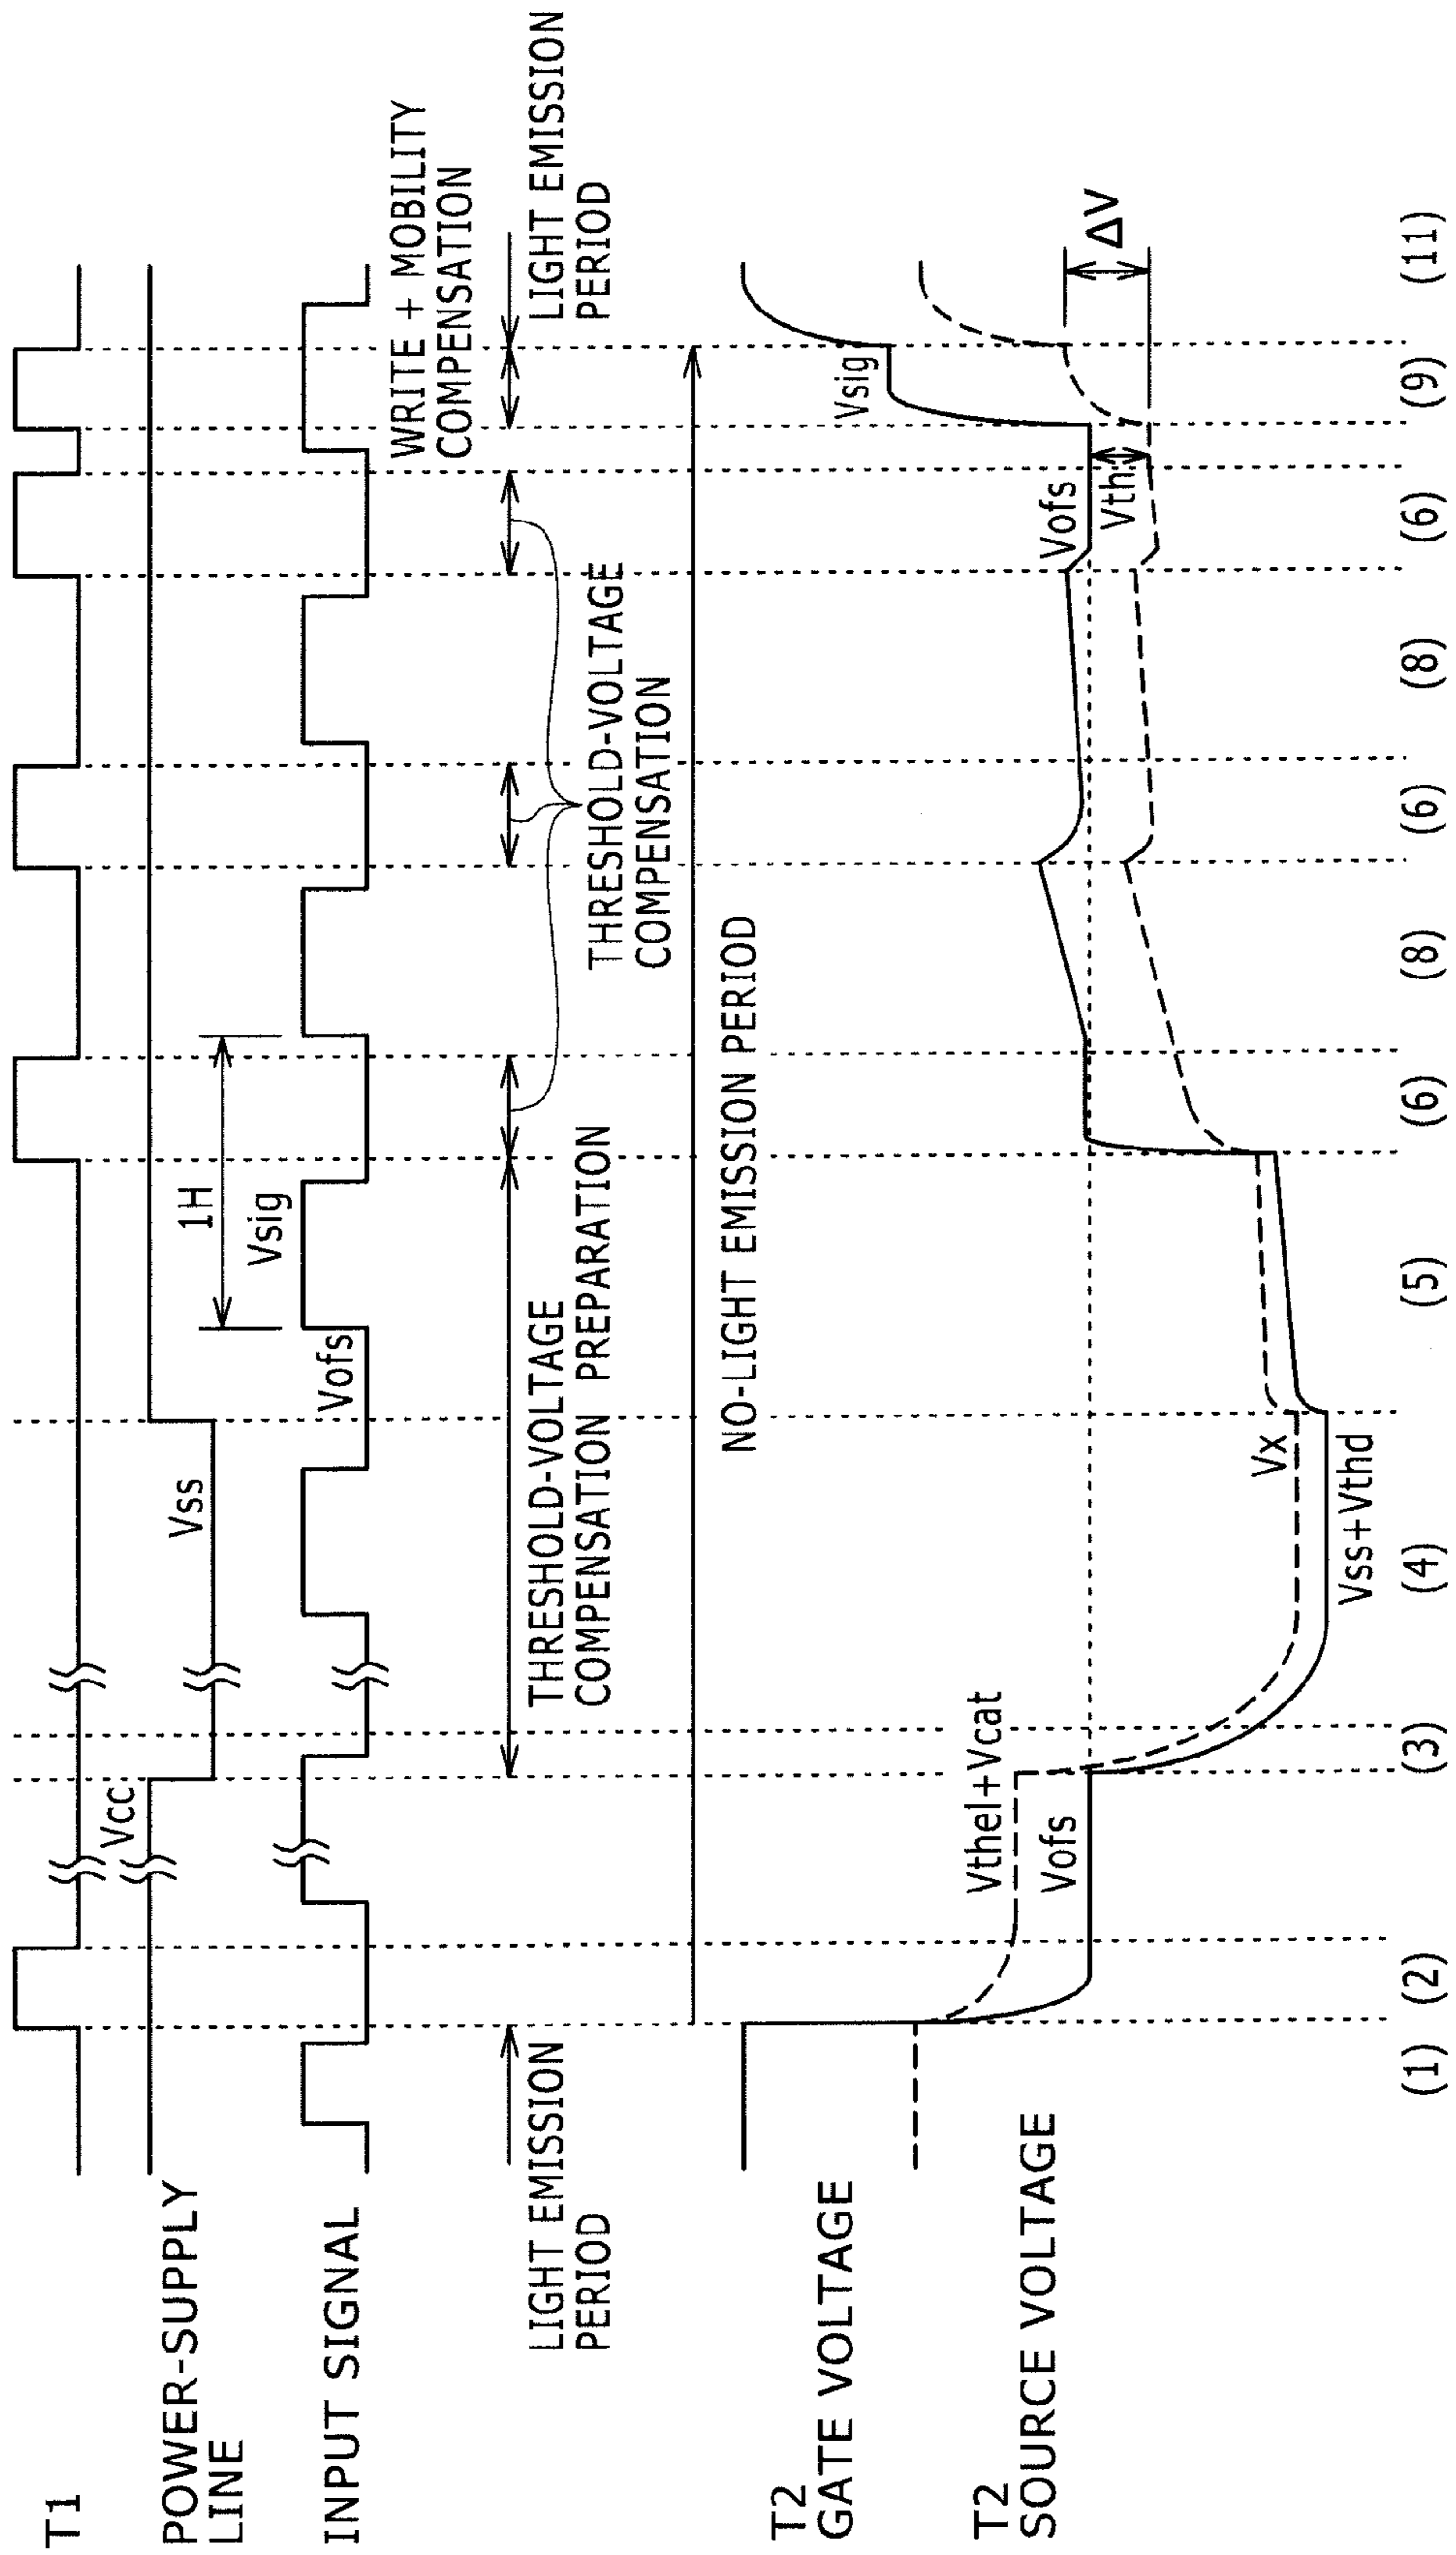 T1
POWER-SUPPLY
LINE
INPUT SIGNAL
Vcc
Vss
Vofs
Vsig
1H
LIGHT EMISSION
PERIOD
THRESHOLD-VOLTAGE
COMPENSATION PREPARATION
THRESHOLD-VOLTAGE
COMPENSATION
WRITE + MOBILITY
COMPENSATION
LIGHT EMISSION
PERIOD
NO-LIGHT EMISSION PERIOD
T2
GATE VOLTAGE
T2
SOURCE VOLTAGE
Vthel+Vcat
Vofs
Vx
Vss+Vthd
Vofs
Vth
Vsig
ΔV
(1)
(2)
(3)
(4)
(5)
(6)
(8)
(6)
(8)
(6)
(9)
(11)